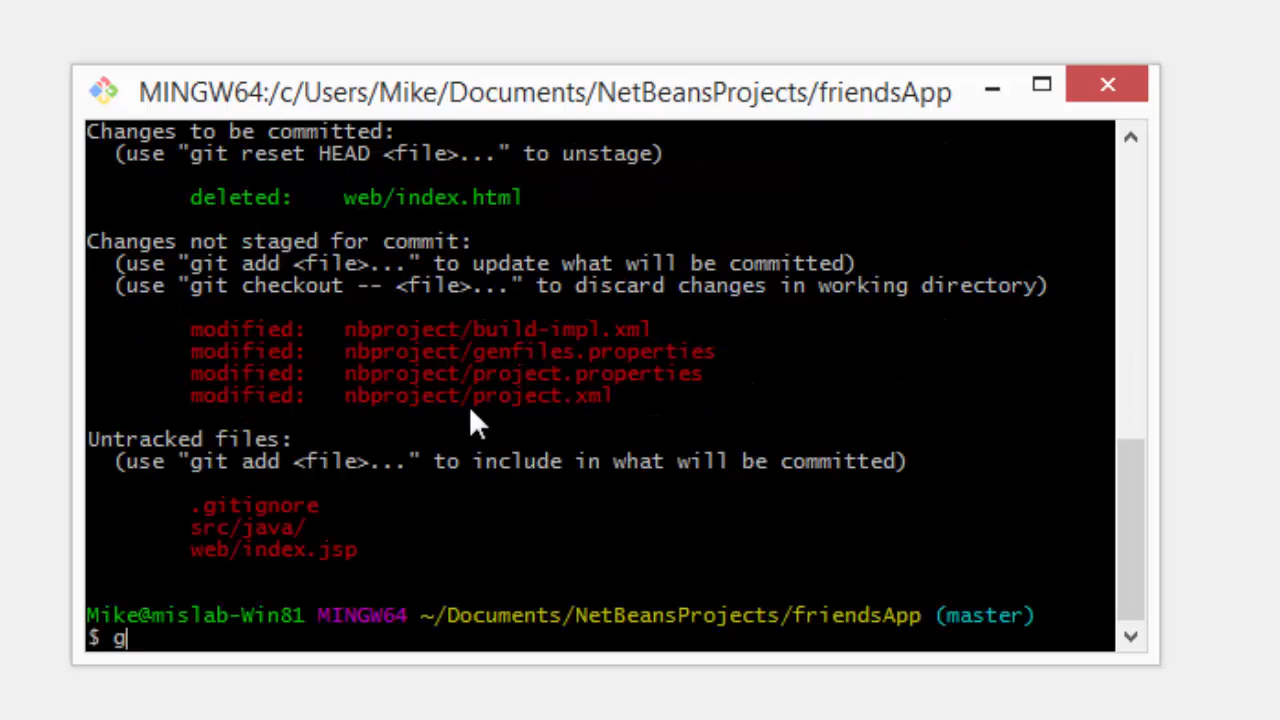 MINGW64:/c/Users/Mike/Documents/NetBeansProjects/friendsApp
Changes to be committed:
(use "git reset HEAD <file>..." to unstage)
deleted: web/index.html
Changes not staged for commit:
(use "git add <file>..." to update what will be committed)
(use "git checkout -- <file>..." to discard changes in working directory)
modified: nbproject/build-impl.xml
modified: nbproject/genfiles.properties
modified: nbproject/project.properties
modified: nbproject/project.xml
Untracked files:
(use "git add <file>..." to include in what will be committed)
.gitignore
src/java/
web/index.jsp
Mike@mislab-Win81 MINGW64 ~/Documents/NetBeansProjects/friendsApp (master)
$ g